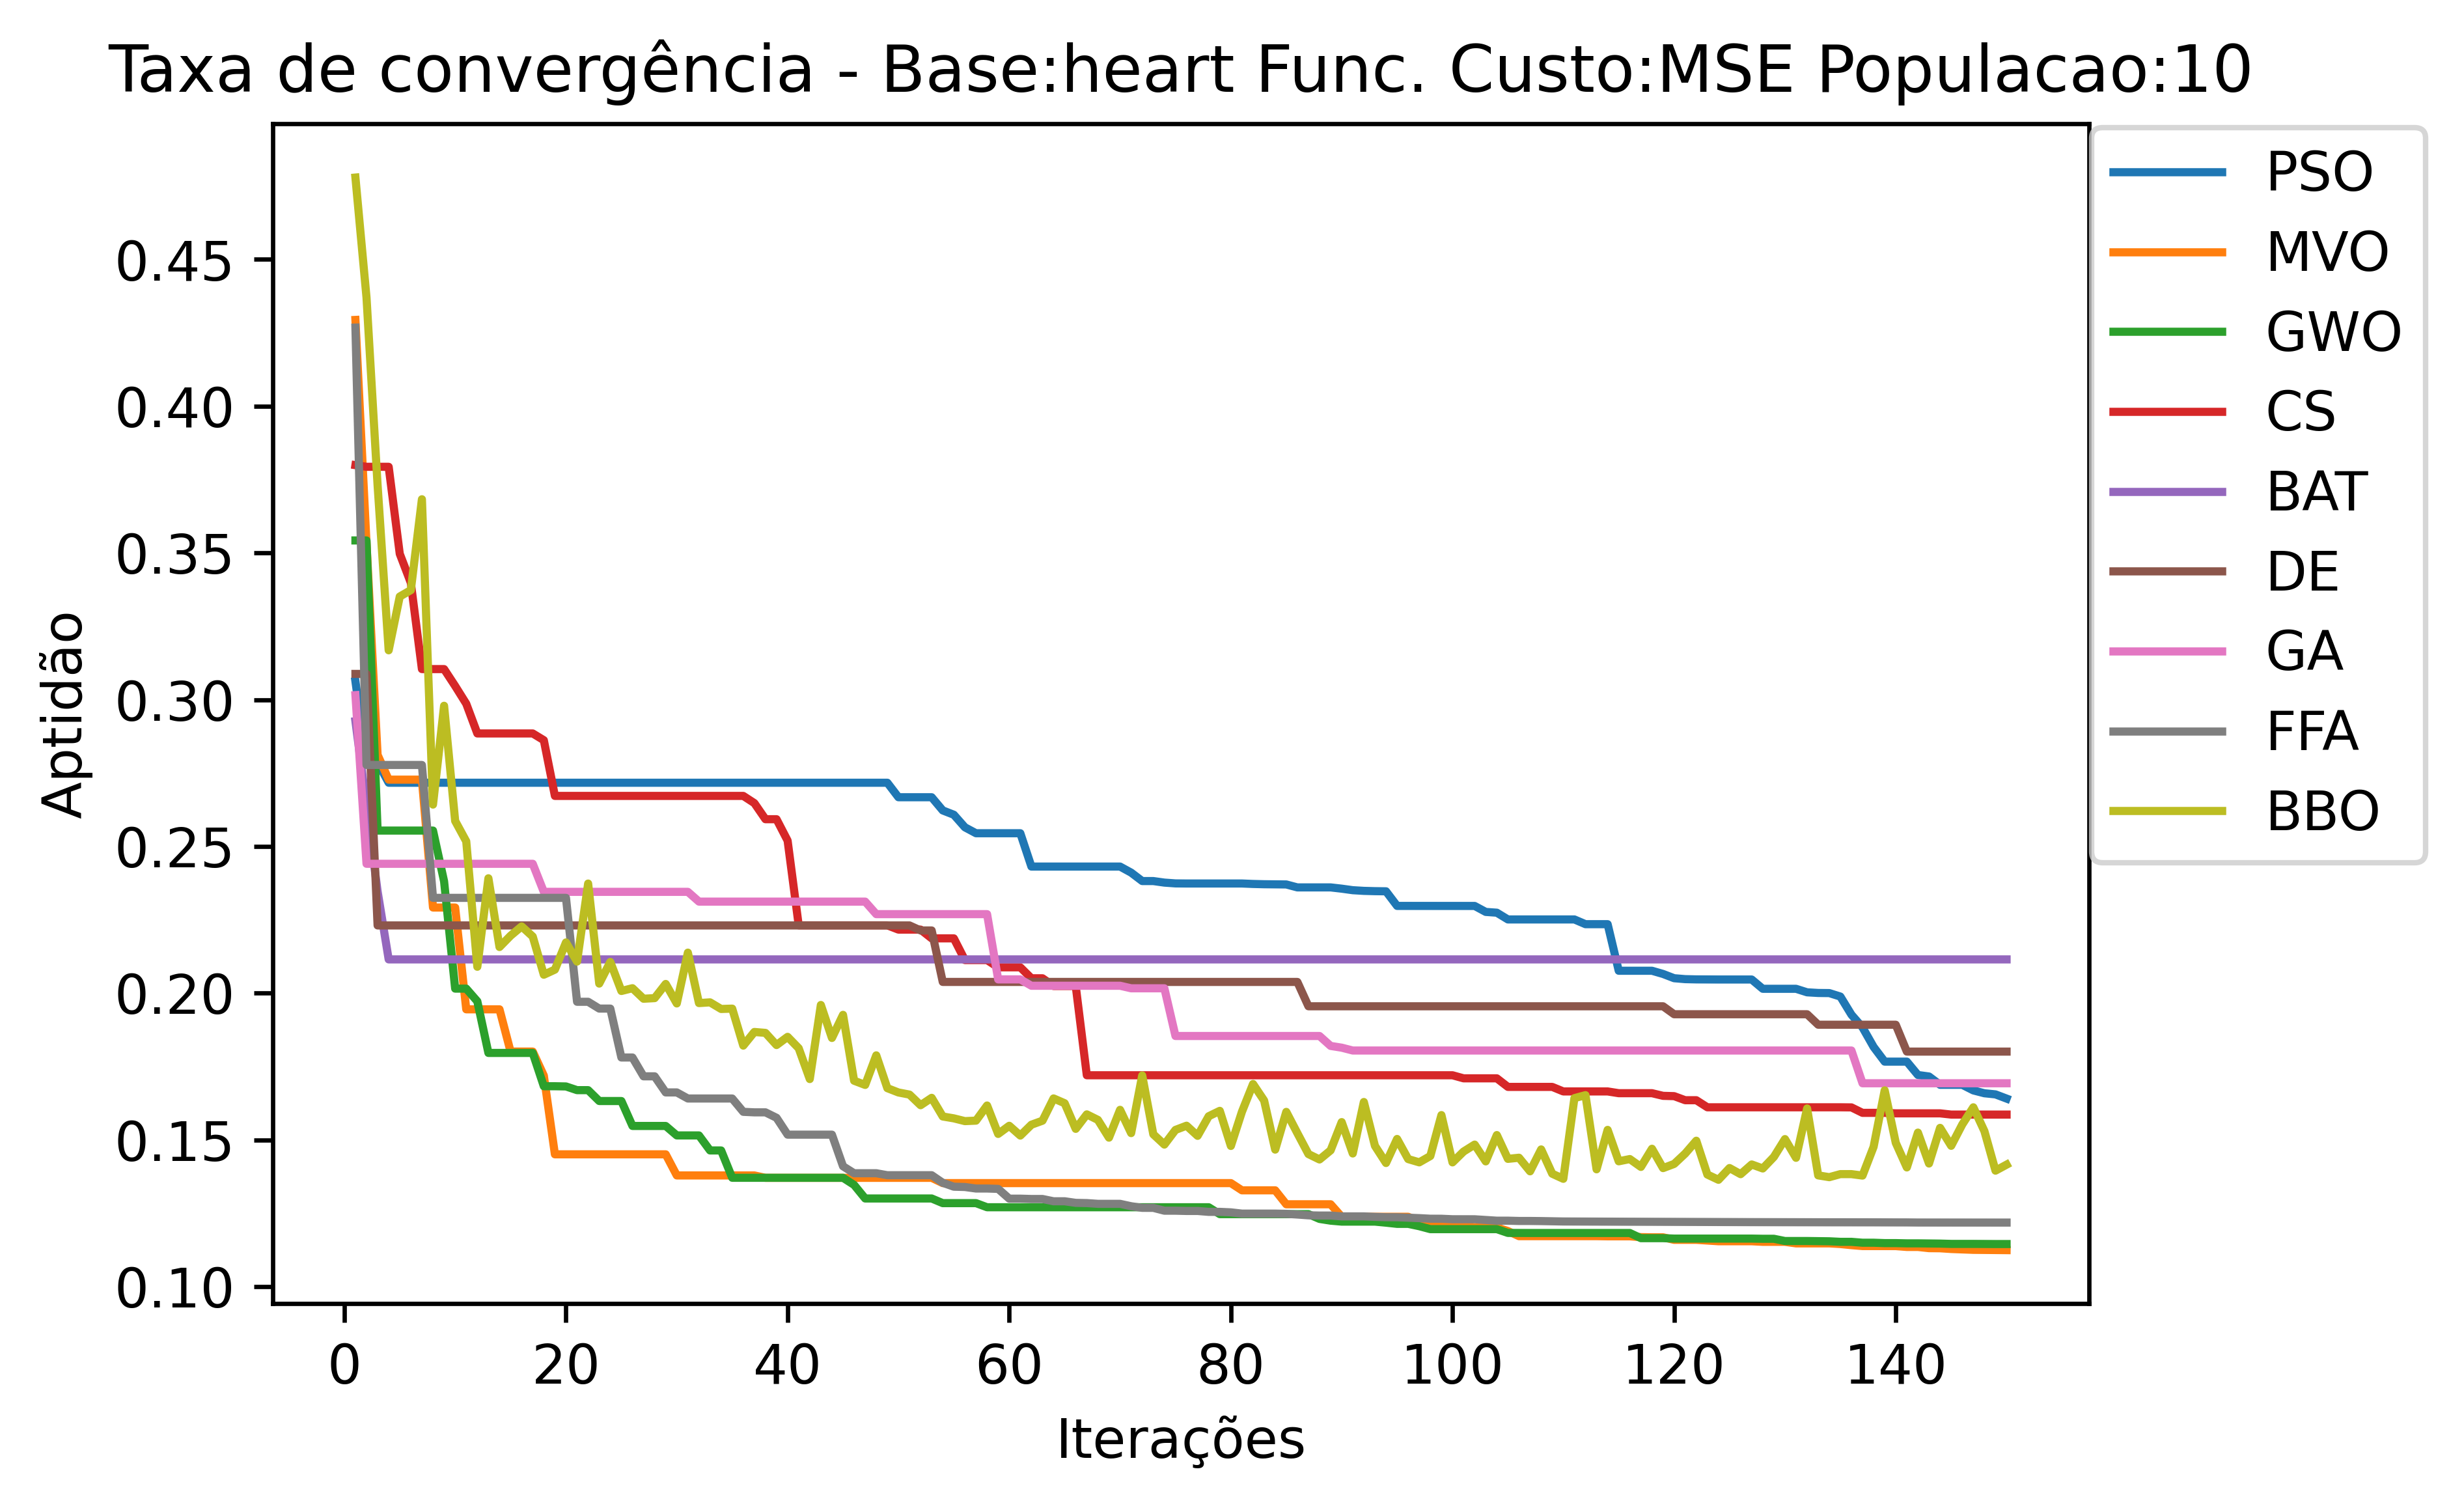 Taxa de convergência - Base:heart Func. Custo:MSE Populacao:10
PSO
MVO
GWO
CS
BAT
DE
GA
FFA
BBO
Aptidão
0.45
0.40
0.35
0.30
0.25
0.20
0.15
0.10
0 20 40 60 80 100 120 140
Iterações